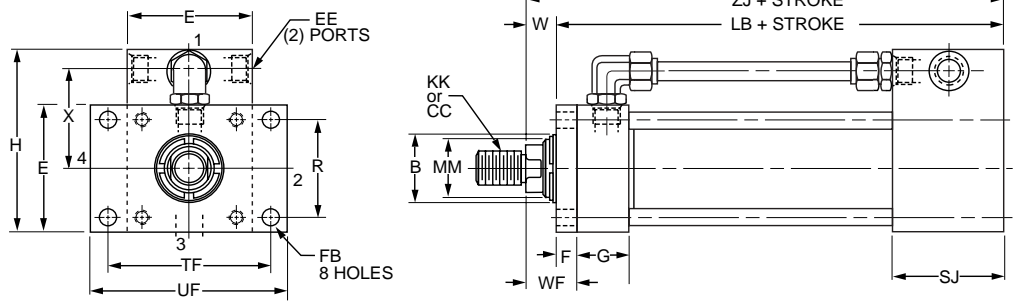 E
EE
(2) PORTS
1
H
X
E
4
R
2
3
FB
8 HOLES
TF
UF
ZJ + STROKE
W
LB + STROKE
KK
or
CC
B
MM
F
G
WF
SJ